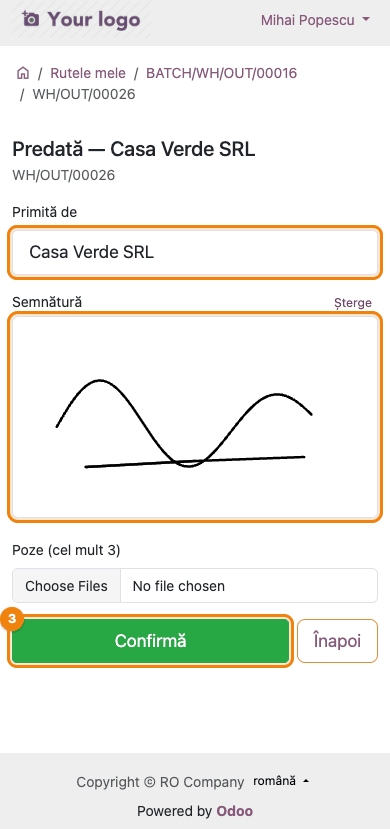 Your logo
Mihai Popescu
/ Rutele mele / BATCH/WH/OUT/00016
/ WH/OUT/00026
Predată — Casa Verde SRL
WH/OUT/00026
Primită de
Casa Verde SRL
Semnătură
Șterge
Poze (cel mult 3)
Choose Files No file chosen
3
Confirmă
Înapoi
Copyright © RO Company română
Powered by Odoo